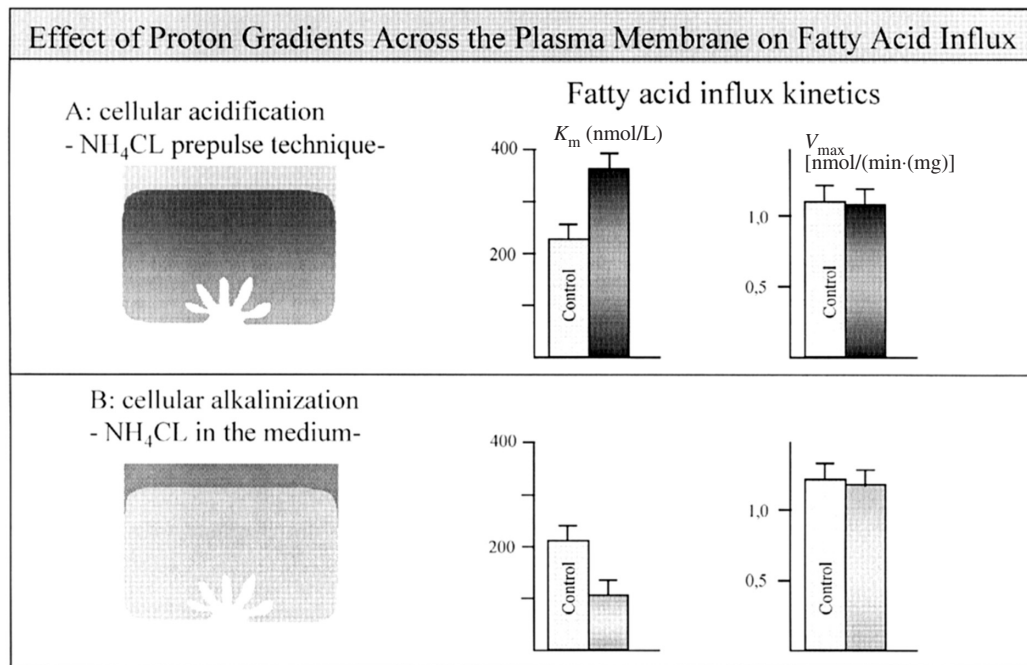 Effect of Proton Gradients Across the Plasma Membrane on Fatty Acid Influx
A: cellular acidification
- NH₄CL prepulse technique-
Fatty acid influx kinetics
Kₘ (nmol/L)
400
200
Control
Vₘₐₓ
[nmol/(min·(mg)]
1,0
0,5
Control
B: cellular alkalinization
- NH₄CL in the medium-
400
200
Control
1,0
0,5
Control